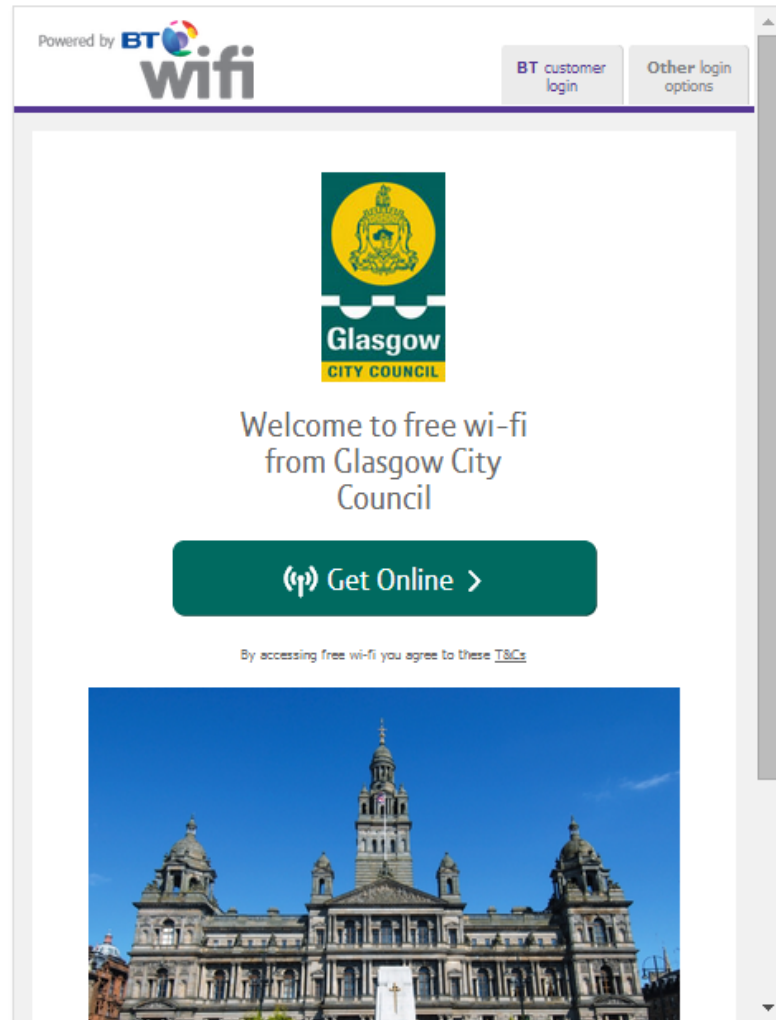 Powered by BT
wifi
BT customer
login
Other login
options
Glasgow
CITY COUNCIL
Welcome to free wi-fi
from Glasgow City
Council
Get Online >
By accessing free wi-fi you agree to these T&Cs